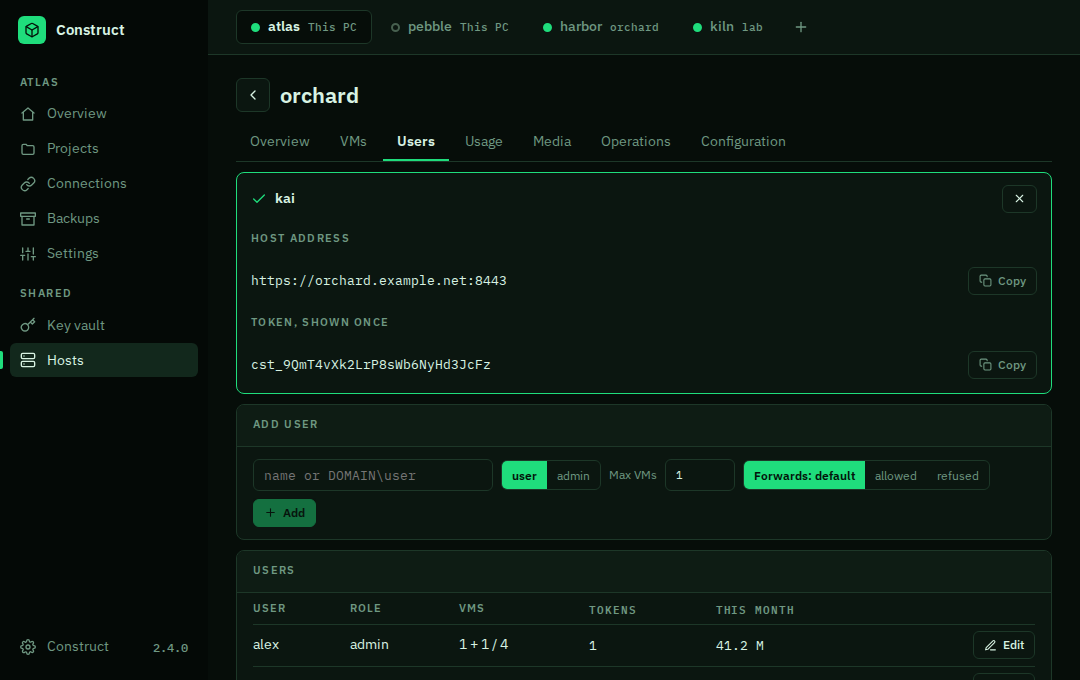 Construct
ATLAS
Overview
Projects
Connections
Backups
Settings
SHARED
Key vault
Hosts
Construct 2.4.0
atlas This PC pebble This PC harbor orchard kiln lab
orchard
Overview VMs Users Usage Media Operations Configuration
kai
HOST ADDRESS
https://orchard.example.net:8443 Copy
TOKEN, SHOWN ONCE
cst_9QmT4vXk2LrP8sWb6NyHd3JcFz Copy
ADD USER
name or DOMAIN\user user admin Max VMs 1 Forwards: default allowed refused
Add
USERS
USER ROLE VMS TOKENS THIS MONTH
alex admin 1 + 1 / 4 1 41.2 M Edit